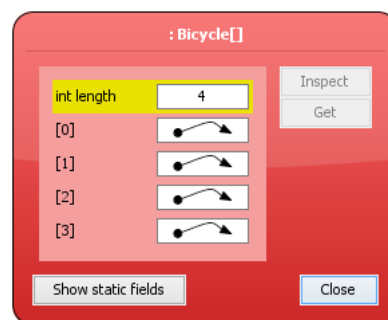 : Bicycle[]
int length 4
Inspect
[0]
Get
[1]
[2]
[3]
Show static fields
Close